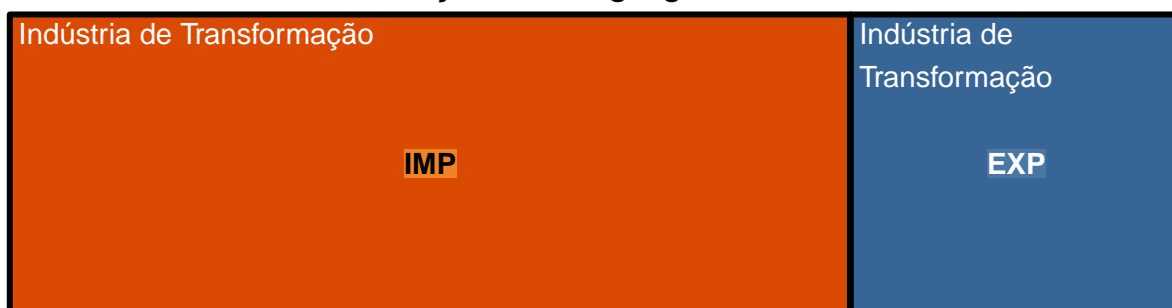 Indústria de Transformação
Indústria de
Transformação
IMP
EXP